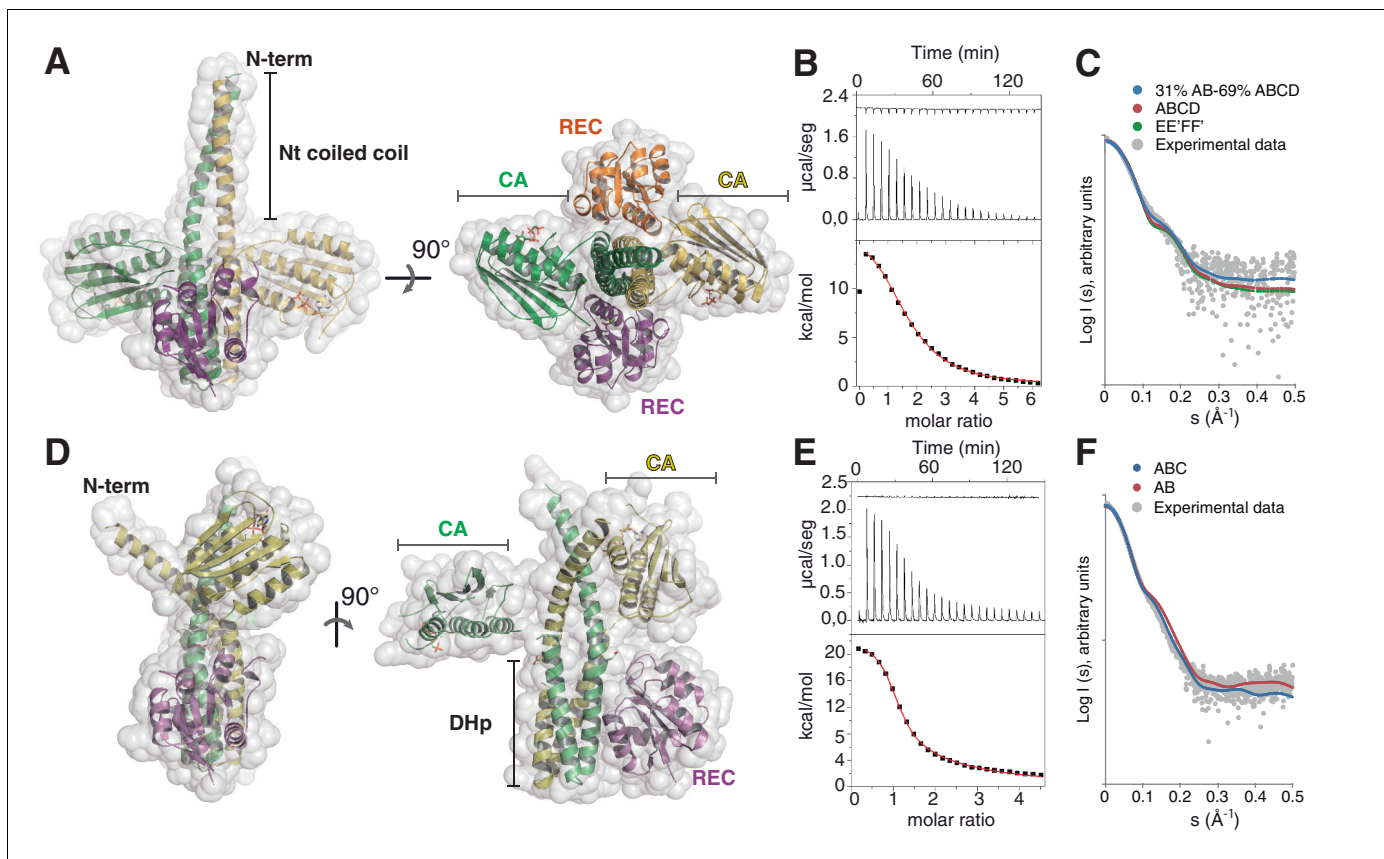 A
N-term
Nt coiled coil
90°
REC
CA
CA
REC
B
Time (min)
0 60 120
2.4
1.6
0.8
0,0
µcal/seg
10
5
0
kcal/mol
0 1 2 3 4 5 6
molar ratio
C
31% AB-69% ABCD
ABCD
EE'FF'
Experimental data
Log I (s), arbitrary units
0 0.1 0.2 0.3 0.4 0.5
s (Å-1)
D
N-term
90°
CA
CA
DHp
REC
E
Time (min)
0 60 120
2.5
2.0
1.5
1.0
0.5
0,0
µcal/seg
20
16
12
8
4
0
kcal/mol
0 1 2 3 4
molar ratio
F
ABC
AB
Experimental data
Log I (s), arbitrary units
0 0.1 0.2 0.3 0.4 0.5
s (Å-1)